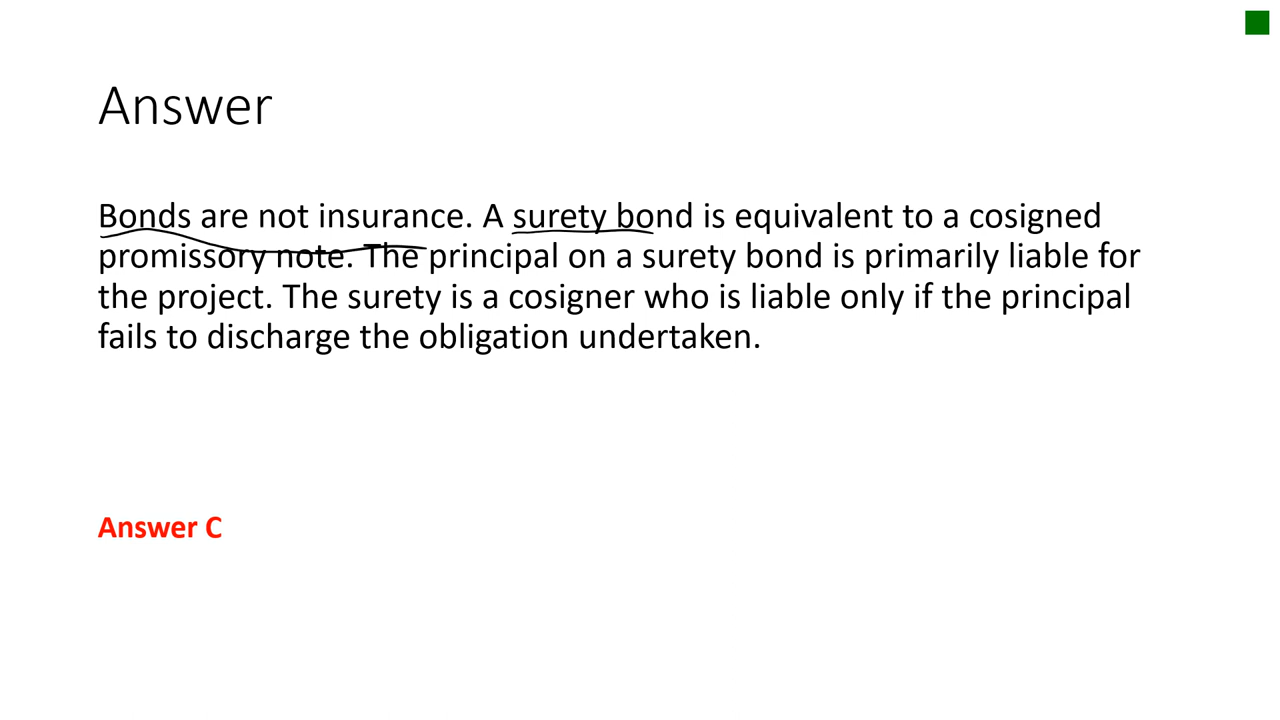 Answer
Bonds are not insurance. A surety bond is equivalent to a cosigned
promissory note. The principal on a surety bond is primarily liable for
the project. The surety is a cosigner who is liable only if the principal
fails to discharge the obligation undertaken.
Answer C